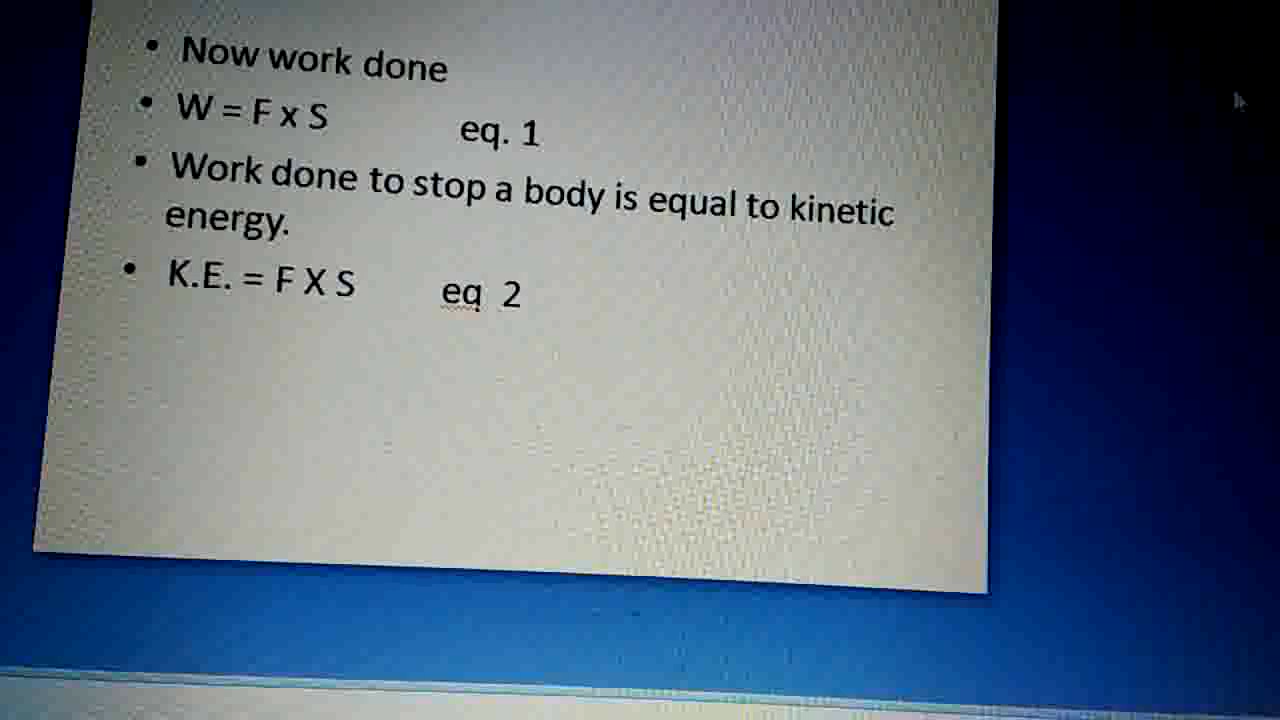 • Now work done
• W = F x S eq. 1
• Work done to stop a body is equal to kinetic
energy.
• K.E. = F X S eq 2